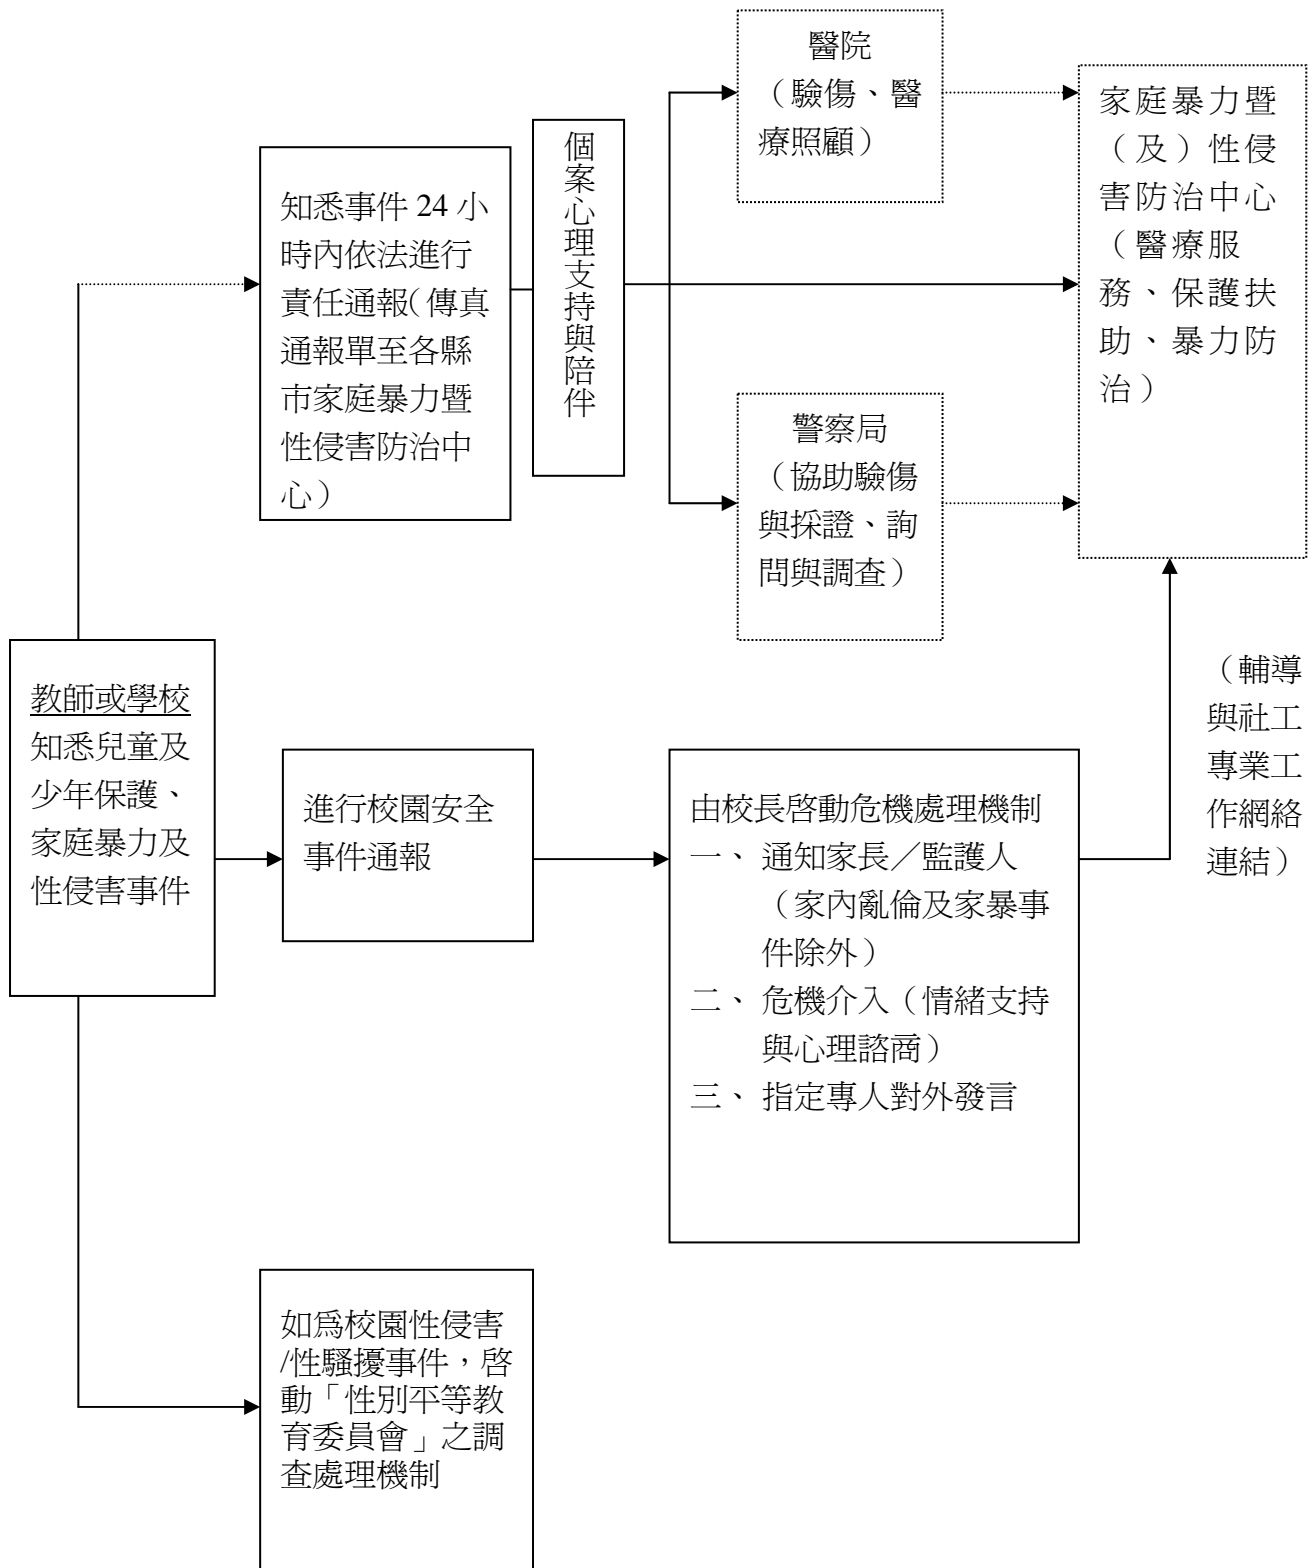 醫院
（驗傷、醫
療照顧）
家庭暴力暨
（及）性侵
害防治中心
（醫療服
務、保護扶
助、暴力防
治）
個案心理支持與陪伴
知悉事件 24 小
時內依法進行
責任通報（傳真
通報單至各縣
市家庭暴力暨
性侵害防治中
心）
警察局
（協助驗傷
與採證、詢
問與調查）
教師或學校
知悉兒童及
少年保護、
家庭暴力及
性侵害事件
進行校園安全
事件通報
由校長啓動危機處理機制
一、 通知家長／監護人
（家內亂倫及家暴事
件除外）
二、 危機介入（情緒支持
與心理諮商）
三、 指定專人對外發言
（輔導
與社工
專業工
作網絡
連結）
如爲校園性侵害
/性騷擾事件，啓
動「性別平等教
育委員會」之調
查處理機制